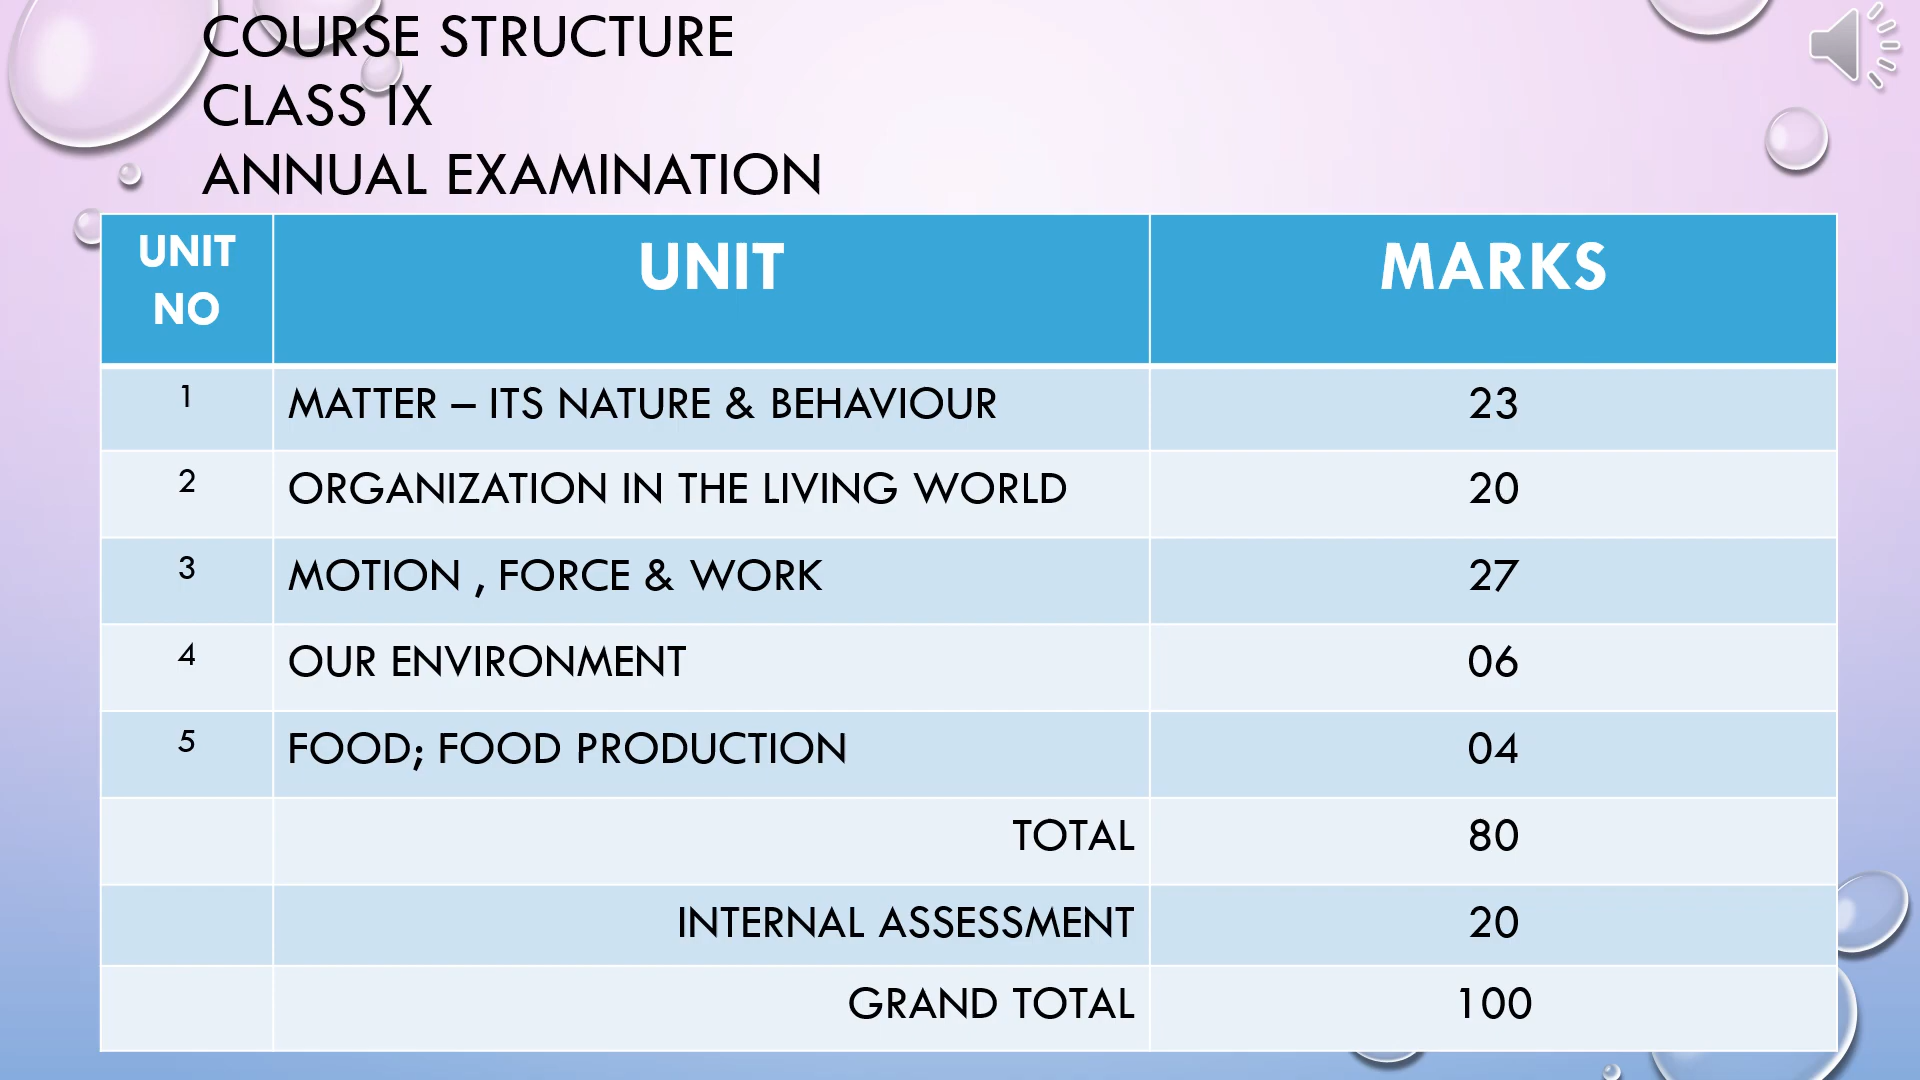 COURSE STRUCTURE
CLASS IX
ANNUAL EXAMINATION
UNIT NO UNIT MARKS
1 MATTER – ITS NATURE & BEHAVIOUR 23
2 ORGANIZATION IN THE LIVING WORLD 20
3 MOTION , FORCE & WORK 27
4 OUR ENVIRONMENT 06
5 FOOD; FOOD PRODUCTION 04
TOTAL 80
INTERNAL ASSESSMENT 20
GRAND TOTAL 100